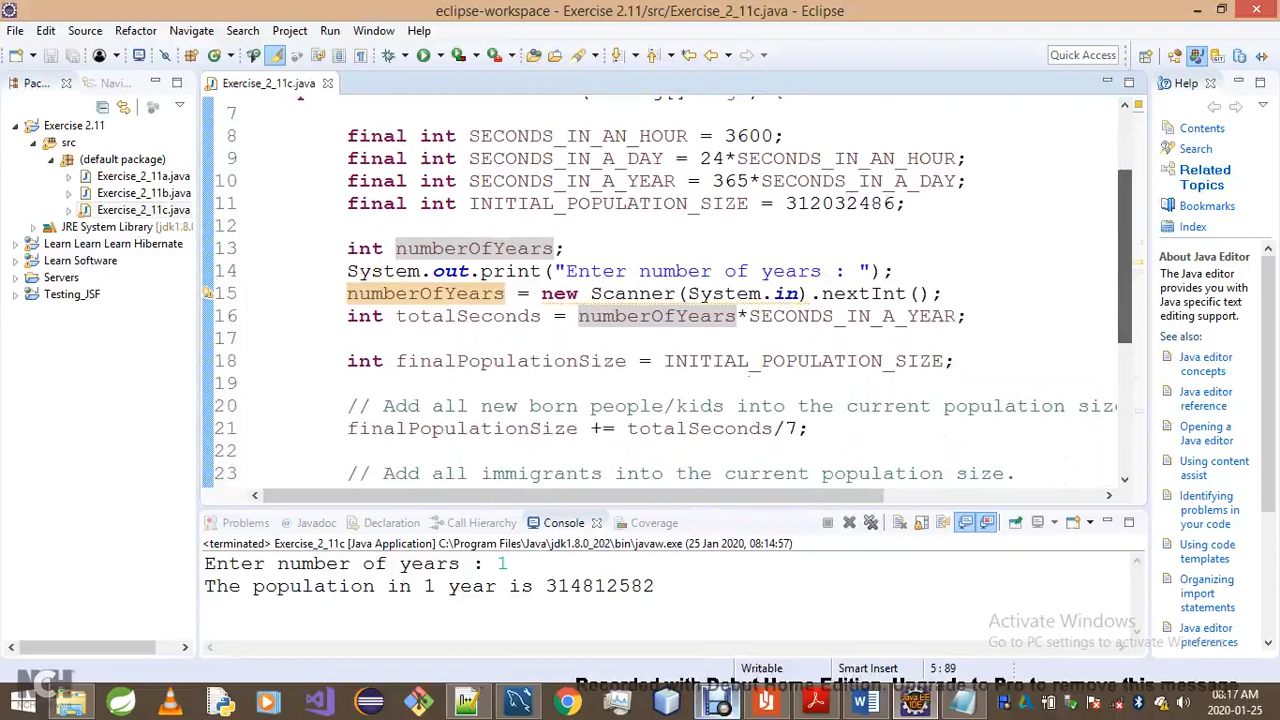 eclipse-workspace - Exercise 2.11/src/Exercise_2_11c.java - Eclipse
File Edit Source Refactor Navigate Search Project Run Window Help
Quick Access
Pac... Navi... Exercise_2_11c.java Help
Exercise 2.11
src
(default package)
Exercise_2_11a.java
Exercise_2_11b.java
Exercise_2_11c.java
JRE System Library [jdk1.8.0
Learn Learn Learn Hibernate
Learn Software
Servers
Testing_JSF
7
8 final int SECONDS_IN_AN_HOUR = 3600;
9 final int SECONDS_IN_A_DAY = 24*SECONDS_IN_AN_HOUR;
10 final int SECONDS_IN_A_YEAR = 365*SECONDS_IN_A_DAY;
11 final int INITIAL_POPULATION_SIZE = 312032486;
12
13 int numberOfYears;
14 System.out.print("Enter number of years : ");
15 numberOfYears = new Scanner(System.in).nextInt();
16 int totalSeconds = numberOfYears*SECONDS_IN_A_YEAR;
17
18 int finalPopulationSize = INITIAL_POPULATION_SIZE;
19
20 // Add all new born people/kids into the current population size
21 finalPopulationSize += totalSeconds/7;
22
23 // Add all immigrants into the current population size.
Contents
Search
Related
Topics
Bookmarks
Index
About Java Editor
The Java editor
provides you with
Java specific text
editing support.
See also:
Java editor
concepts
Java editor
reference
Opening a
Java editor
Using content
assist
Identifying
problems in
your code
Using code
templates
Organizing
import
statements
Java editor
preferences
Problems Javadoc Declaration Call Hierarchy Console Coverage
<terminated> Exercise_2_11c [Java Application] C:\Program Files\Java\jdk1.8.0_202\bin\javaw.exe (25 Jan 2020, 08:14:57)
Enter number of years : 1
The population in 1 year is 314812582
Activate Windows
Go to PC settings to activate Windows.
Writable Smart Insert 5 : 89
NCH
Recorded with Debut Home Edition. Upgrade to Pro to remove this message
08:17 AM
2020-01-25